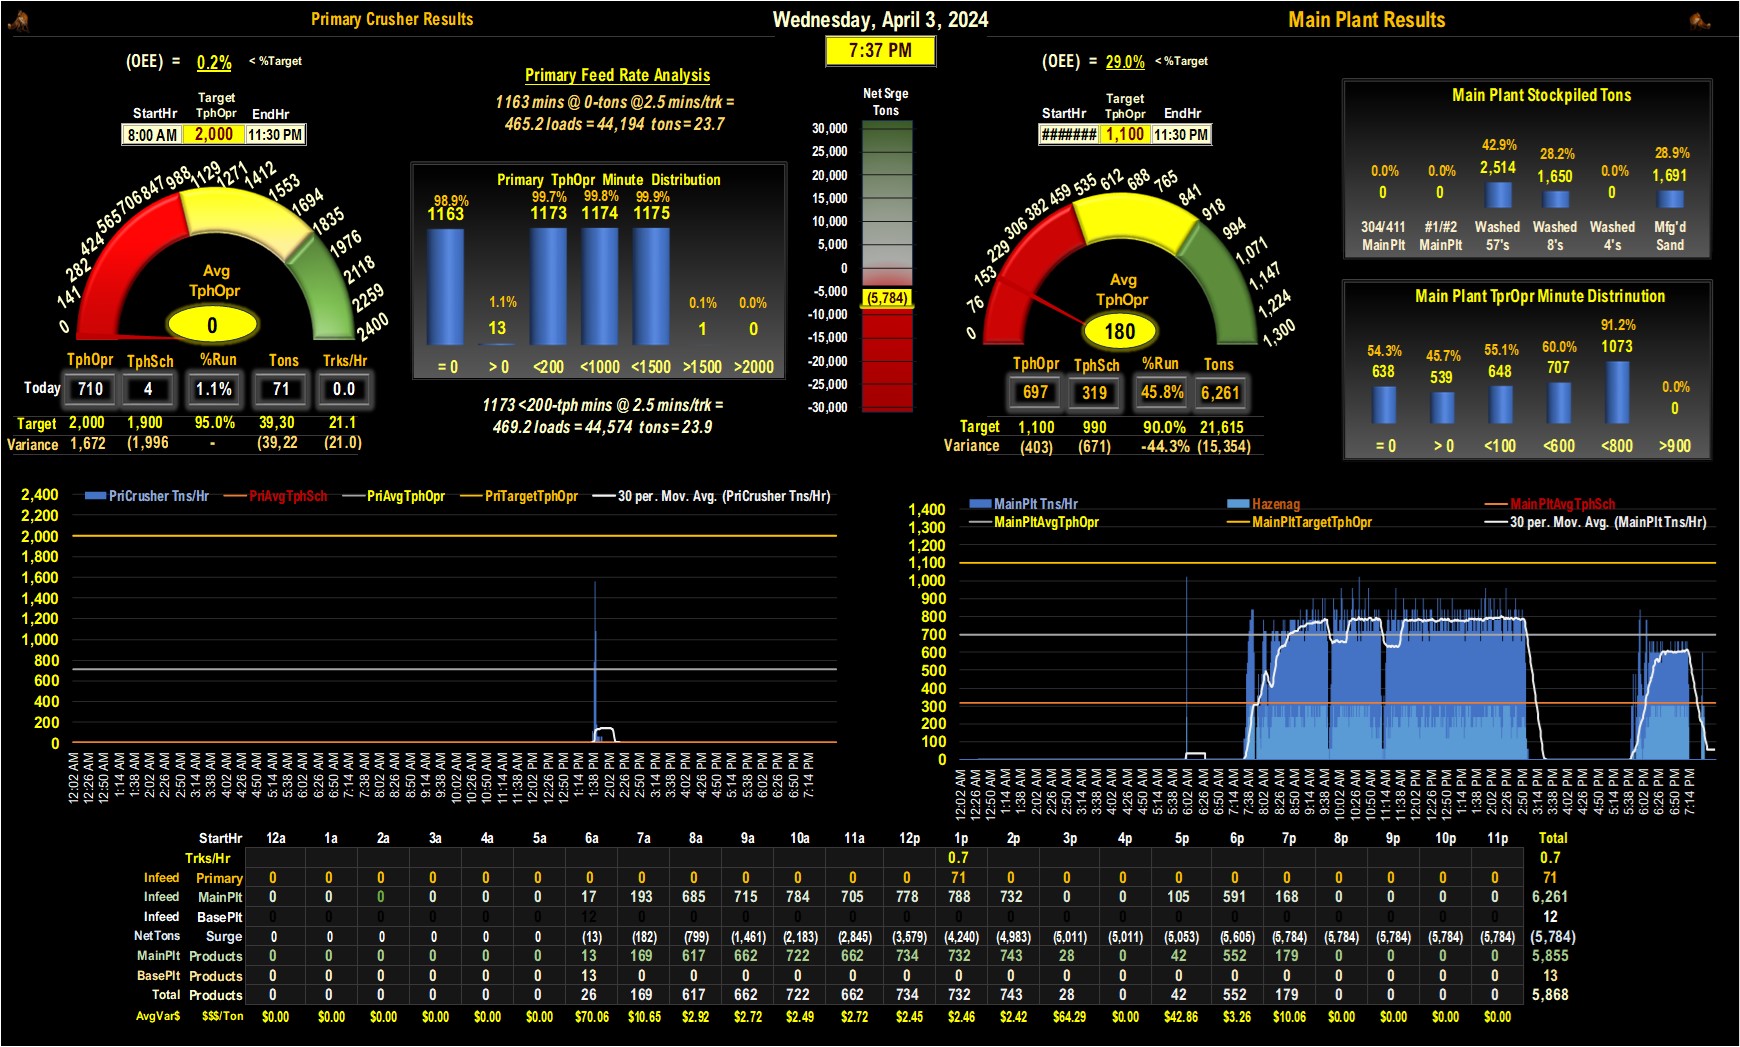 Primary Crusher Results
Wednesday, April 3, 2024
Main Plant Results
7:37 PM
(OEE) = 0.2% < %Target
Target
StartHr TphOpr EndHr
8:00 AM 2,000 11:30 PM
0 141 282 424 565 706 847 988 1129 1271 1412 1553 1694 1835 1976 2118 2259 2400
Avg
TphOpr
0
TphOpr TphSch %Run Tons Trks/Hr
Today 710 4 1.1% 71 0.0
Target 2,000 1,900 95.0% 39,30 21.1
Variance 1,672 (1,996 - (39,22 (21.0)
Primary Feed Rate Analysis
1163 mins @ 0-tons @2.5 mins/trk =
465.2 loads = 44,194 tons = 23.7
Primary TphOpr Minute Distribution
98.9% 1.1% 99.7% 99.8% 99.9% 0.1% 0.0%
1163 13 1173 1174 1175 1 0
= 0 > 0 <200 <1000 <1500 >1500 >2000
1173 <200-tph mins @ 2.5 mins/trk =
469.2 loads = 44,574 tons = 23.9
Net Srge
Tons
30,000
25,000
20,000
15,000
10,000
5,000
0
-5,000
(5,784)
-10,000
-15,000
-20,000
-25,000
-30,000
(OEE) = 29.0% < %Target
Target
StartHr TphOpr EndHr
####### 1,100 11:30 PM
0 76 153 229 306 382 459 535 612 688 765 841 918 994 1,071 1,147 1,224 1,300
Avg
TphOpr
180
TphOpr TphSch %Run Tons
697 319 45.8% 6,261
Target 1,100 990 90.0% 21,615
Variance (403) (671) -44.3% (15,354)
Main Plant Stockpiled Tons
0.0% 0.0% 42.9% 28.2% 0.0% 28.9%
0 0 2,514 1,650 0 1,691
304/411 #1/#2 Washed Washed Washed Mfg'd
MainPlt MainPlt 57's 8's 4's Sand
Main Plant TprOpr Minute Distrinution
54.3% 45.7% 55.1% 60.0% 91.2% 0.0%
638 539 648 707 1073 0
= 0 > 0 <100 <600 <800 >900
PriCrusher Tns/Hr PriAvgTphSch PriAvgTphOpr PriTargetTphOpr 30 per. Mov. Avg. (PriCrusher Tns/Hr)
2,400
2,200
2,000
1,800
1,600
1,400
1,200
1,000
800
600
400
200
0
12:02 AM 12:26 AM 12:50 AM 1:14 AM 1:38 AM 2:02 AM 2:26 AM 2:50 AM 3:14 AM 3:38 AM 4:02 AM 4:26 AM 4:50 AM 5:14 AM 5:38 AM 6:02 AM 6:26 AM 6:50 AM 7:14 AM 7:38 AM 8:02 AM 8:26 AM 8:50 AM 9:14 AM 9:38 AM 10:02 AM 10:26 AM 10:50 AM 11:14 AM 11:38 AM 12:02 PM 12:26 PM 12:50 PM 1:14 PM 1:38 PM 2:02 PM 2:26 PM 2:50 PM 3:14 PM 3:38 PM 4:02 PM 4:26 PM 4:50 PM 5:14 PM 5:38 PM 6:02 PM 6:26 PM 6:50 PM 7:14 PM
MainPlt Tns/Hr Hazenag MainPltAvgTphSch
MainPltAvgTphOpr MainPltTargetTphOpr 30 per. Mov. Avg. (MainPlt Tns/Hr)
1,400
1,300
1,200
1,100
1,000
900
800
700
600
500
400
300
200
100
0
12:02 AM 12:26 AM 12:50 AM 1:14 AM 1:38 AM 2:02 AM 2:26 AM 2:50 AM 3:14 AM 3:38 AM 4:02 AM 4:26 AM 4:50 AM 5:14 AM 5:38 AM 6:02 AM 6:26 AM 6:50 AM 7:14 AM 7:38 AM 8:02 AM 8:26 AM 8:50 AM 9:14 AM 9:38 AM 10:02 AM 10:26 AM 10:50 AM 11:14 AM 11:38 AM 12:02 PM 12:26 PM 12:50 PM 1:14 PM 1:38 PM 2:02 PM 2:26 PM 2:50 PM 3:14 PM 3:38 PM 4:02 PM 4:26 PM 4:50 PM 5:14 PM 5:38 PM 6:02 PM 6:26 PM 6:50 PM 7:14 PM
StartHr 12a 1a 2a 3a 4a 5a 6a 7a 8a 9a 10a 11a 12p 1p 2p 3p 4p 5p 6p 7p 8p 9p 10p 11p Total
Trks/Hr 0.7 0.7
Infeed Primary 0 0 0 0 0 0 0 0 0 0 0 0 0 71 0 0 0 0 0 0 0 0 0 0 71
Infeed MainPlt 0 0 0 0 0 0 17 193 685 715 784 705 778 788 732 0 0 105 591 168 0 0 0 0 6,261
Infeed BasePlt 0 0 0 0 0 0 12 0 0 0 0 0 0 0 0 0 0 0 0 0 0 0 0 0 12
NetTons Surge 0 0 0 0 0 0 (13) (182) (799) (1,461) (2,183) (2,845) (3,579) (4,240) (4,983) (5,011) (5,011) (5,053) (5,605) (5,784) (5,784) (5,784) (5,784) (5,784) (5,784)
MainPlt Products 0 0 0 0 0 0 13 169 617 662 722 662 734 732 743 28 0 42 552 179 0 0 0 0 5,855
BasePlt Products 0 0 0 0 0 0 13 0 0 0 0 0 0 0 0 0 0 0 0 0 0 0 0 0 13
Total Products 0 0 0 0 0 0 26 169 617 662 722 662 734 732 743 28 0 42 552 179 0 0 0 0 5,868
AvgVar$ $$$/Ton $0.00 $0.00 $0.00 $0.00 $0.00 $0.00 $70.06 $10.65 $2.92 $2.72 $2.49 $2.72 $2.45 $2.46 $2.42 $64.29 $0.00 $42.86 $3.26 $10.06 $0.00 $0.00 $0.00 $0.00